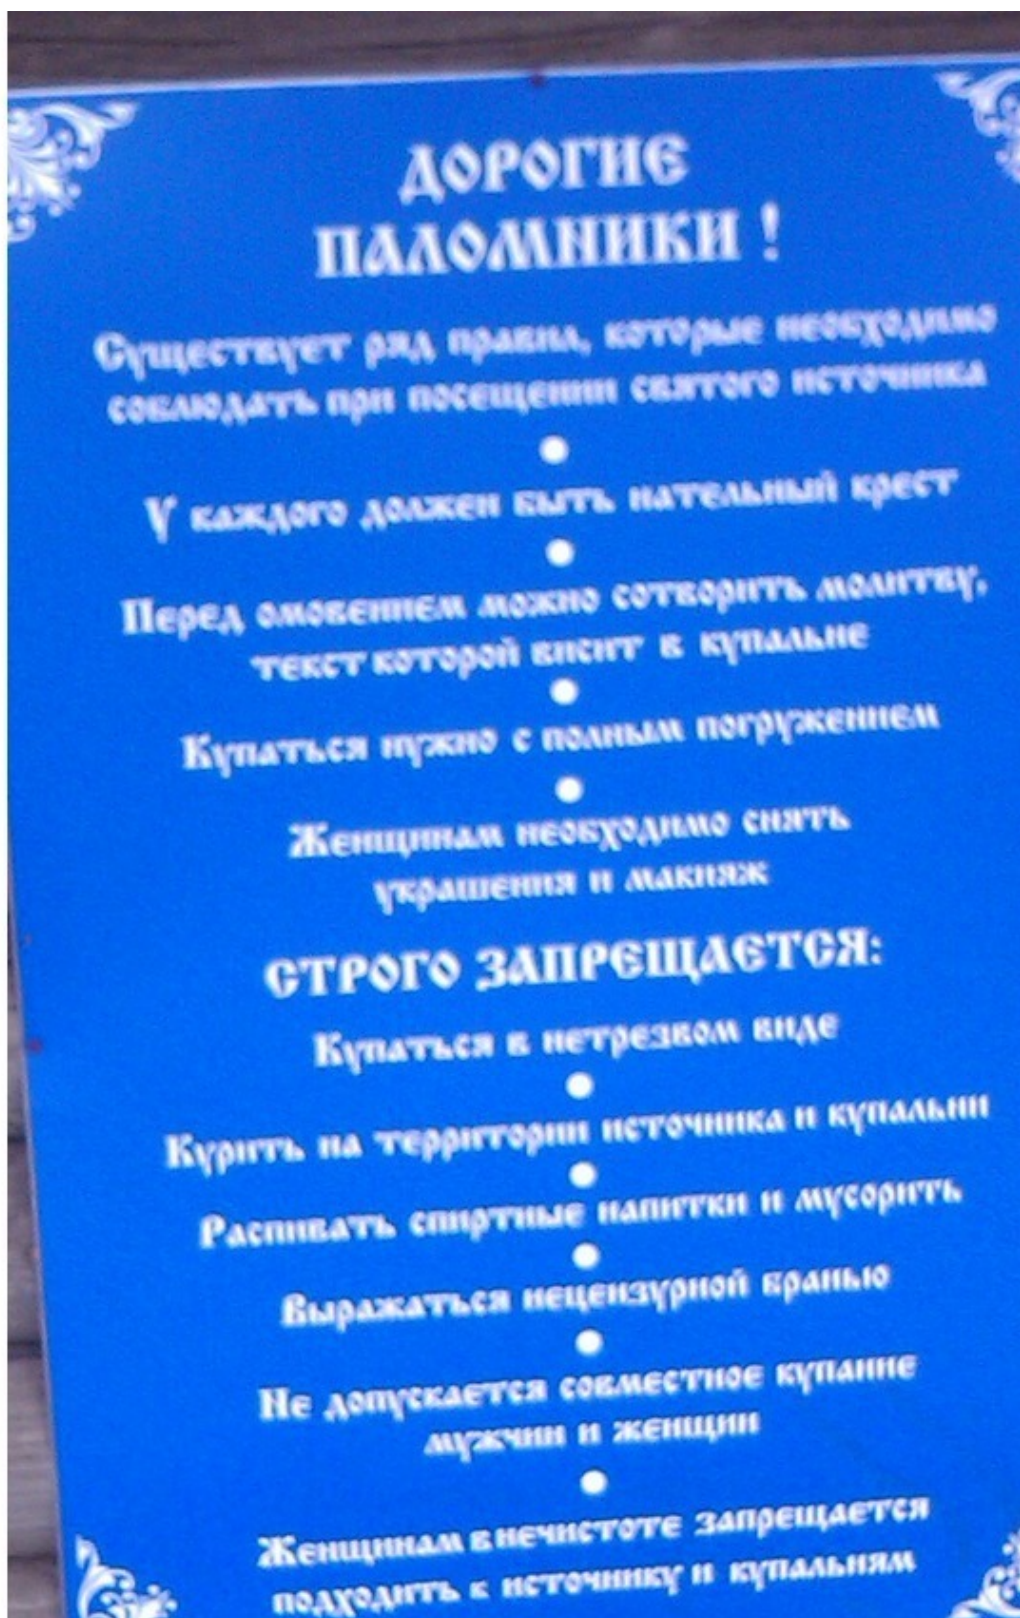 ДОРОГИЕ
ПАЛОМНИКИ !
Существует ряд правил, которые необходимо
соблюдать при посещении святого источника
У каждого должен быть нательный крест
Перед омовением можно сотворить молитву,
текст которой висит в купальне
Купаться нужно с полным погружением
Женщинам необходимо снять
украшения и макияж
СТРОГО ЗАПРЕЩАЕТСЯ:
Купаться в нетрезвом виде
Курить на территории источника и купальни
Распивать спиртные напитки и мусорить
Выражаться нецензурной бранью
Не допускается совместное купание
мужчин и женщин
Женщинам в нечистоте запрещается
подходить к источнику и купальням